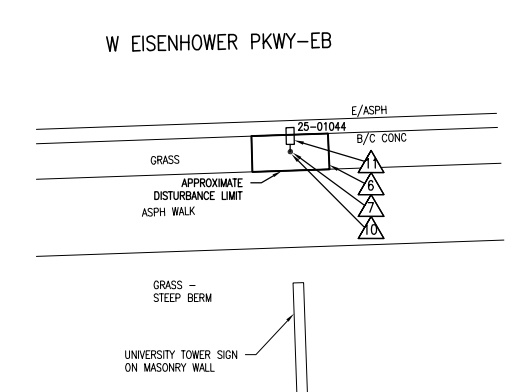 W EISENHOWER PKWY-EB
E/ASPH
25-01044
B/C CONC
GRASS
11
APPROXIMATE
DISTURBANCE LIMIT
6
ASPH WALK
7
10
GRASS -
STEEP BERM
UNIVERSITY TOWER SIGN
ON MASONRY WALL